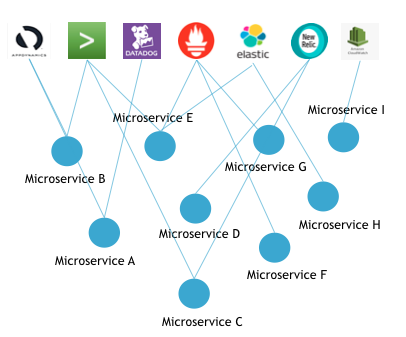 APPDYNAMICS
>
DATADOG
elastic
New
Relic.
Amazon
CloudWatch
Microservice E
Microservice I
Microservice B
Microservice G
Microservice D
Microservice H
Microservice A
Microservice F
Microservice C